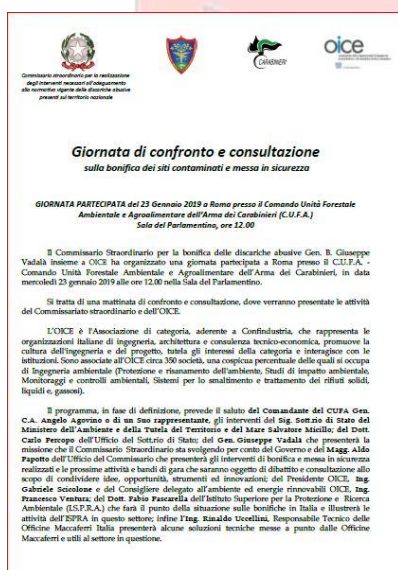 Commissario straordinario per la realizzazione
degli interventi necessari all'adeguamento
alla normativa vigente delle discariche abusive
presenti sul territorio nazionale
CARABINIERI
oice
Giornata di confronto e consultazione
sulla bonifica dei siti contaminati e messa in sicurezza
GIORNATA PARTECIPATA del 23 Gennaio 2019 a Roma presso il Comando Unità Forestale
Ambientale e Agroalimentare dell'Arma dei Carabinieri (C.U.F.A.)
Sala del Parlamentino, ore 12.00
Il Commissario Straordinario per la bonifica delle discariche abusive Gen. B. Giuseppe
Vadalà insieme a OICE ha organizzato una giornata partecipata a Roma presso il C.U.F.A. -
Comando Unità Forestale Ambientale e Agroalimentare dell'Arma dei Carabinieri, in data
mercoledì 23 gennaio 2019 alle ore 12.00 nella Sala del Parlamentino.
Si tratta di una mattinata di confronto e consultazione, dove verranno presentate le attività
del Commissariato straordinario e dell'OICE.
L'OICE è l'Associazione di categoria, aderente a Confindustria, che rappresenta le
organizzazioni italiane di ingegneria, architettura e consulenza tecnico-economica, promuove la
cultura dell'ingegneria e del progetto, tutela gli interessi della categoria e interagisce con le
istituzioni. Sono associate all'OICE circa 350 società, una cospicua percentuale delle quali si occupa
di Ingegneria ambientale (Protezione e risanamento dell'ambiente, Studi di impatto ambientale,
Monitoraggi e controlli ambientali, Sistemi per lo smaltimento e trattamento dei rifiuti solidi,
liquidi e, gassosi).
Il programma, in fase di definizione, prevede il saluto del Comandante del CUFA Gen.
C.A. Angelo Agovino o di un Suo rappresentante, gli interventi del Sig. Sott.rio di Stato del
Ministero dell'Ambiente e della Tutela del Territorio e del Mare Salvatore Micillo; del Dott.
Carlo Percopo dell'Ufficio del Sott.rio di Stato; del Gen. Giuseppe Vadalà che presenterà la
missione che il Commissario Straordinario sta svolgendo per conto del Governo e del Magg. Aldo
Papotto dell'Ufficio del Commissario che presenterà gli interventi di bonifica e messa in sicurezza
realizzati e le prossime attività e bandi di gara che saranno oggetto di dibattito e consultazione allo
scopo di condividere idee, opportunità, strumenti ed innovazioni; del Presidente OICE, Ing.
Gabriele Scicolone e del Consigliere delegato all'ambiente ed energie rinnovabili OICE, Ing.
Francesco Ventura; del Dott. Fabio Pascarella dell'Istituto Superiore per la Protezione e Ricerca
Ambientale (I.S.P.R.A.) che farà il punto della situazione sulle bonifiche in Italia e illustrerà le
attività dell'ISPRA in questo settore; infine l'Ing. Rinaldo Uccellini, Responsabile Tecnico delle
Officine Maccaferri Italia presenterà alcune soluzioni tecniche messe a punto dalle Officine
Maccaferri e utili al settore in questione.